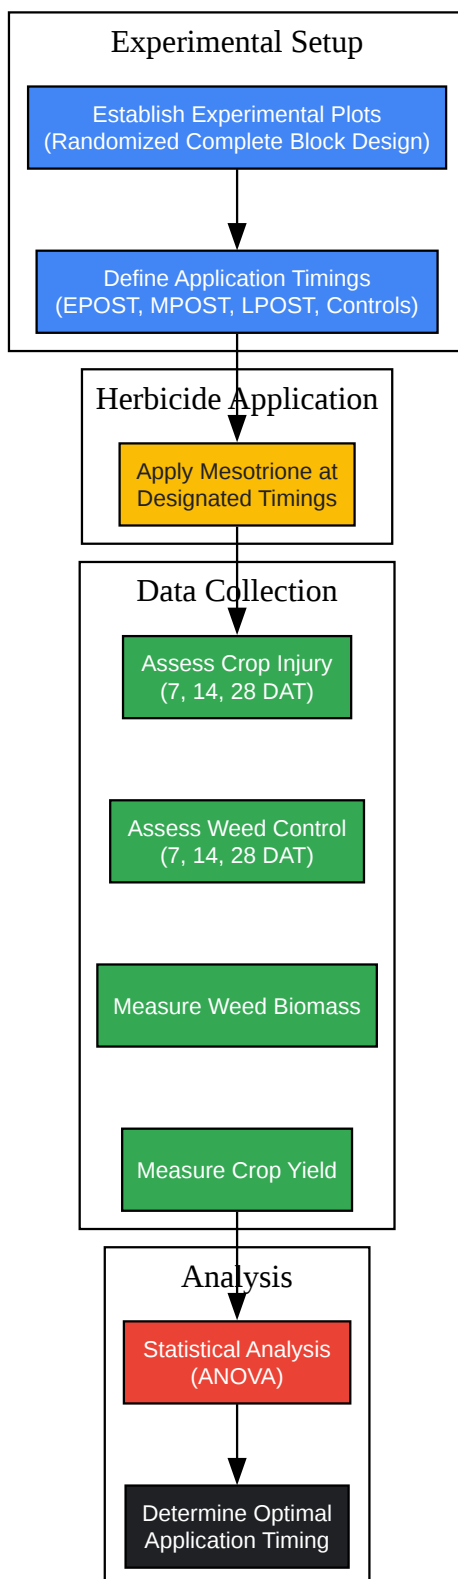 Experimental Setup
Establish Experimental Plots
(Randomized Complete Block Design)
Define Application Timings
(EPOST, MPOST, LPOST, Controls)
Herbicide Application
Apply Mesotrione at
Designated Timings
Data Collection
Assess Crop Injury
(7, 14, 28 DAT)
Assess Weed Control
(7, 14, 28 DAT)
Measure Weed Biomass
Measure Crop Yield
Analysis
Statistical Analysis
(ANOVA)
Determine Optimal
Application Timing